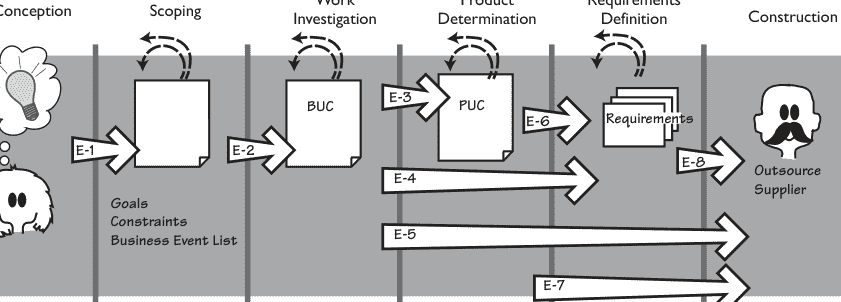 Conception
Scoping
Work
Investigation
Product
Determination
Requirements
Definition
Construction
E-1
Goals
Constraints
Business Event List
E-2
BUC
E-3
PUC
E-4
E-5
E-6
Requirements
E-7
E-8
Outsource
Supplier